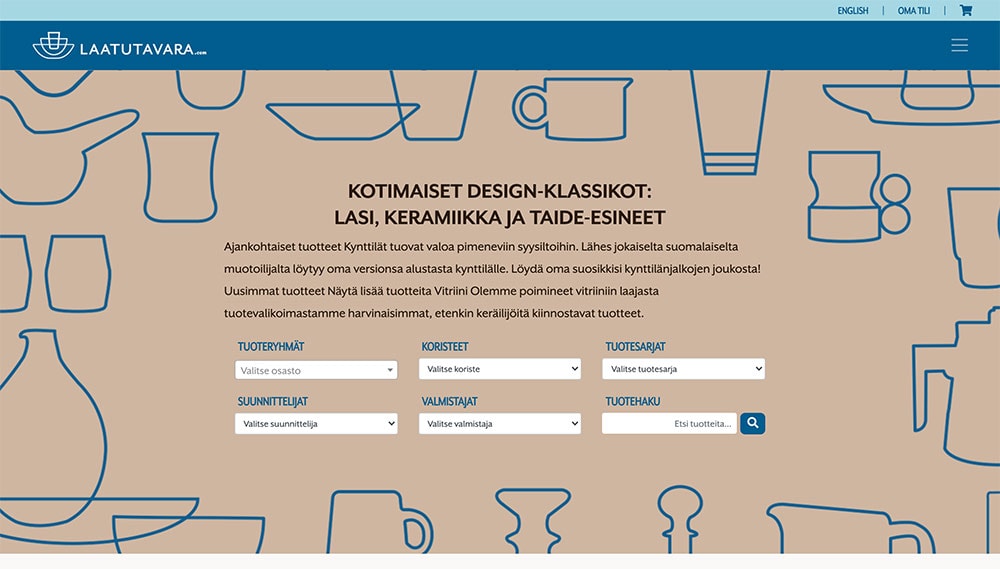 ENGLISH | OMA TILI |
LAATUTAVARA.com
KOTIMAISET DESIGN-KLASSIKOT:
LASI, KERAMIIKKA JA TAIDE-ESINEET
Ajankohtaiset tuotteet Kynttilät tuovat valoa pimeneviin syysiltoihin. Lähes jokaiselta suomalaiselta
muotoilijalta löytyy oma versionsa alustasta kynttilälle. Löydä oma suosikkisi kynttilänjalkojen joukosta!
Uusimmat tuotteet Näytä lisää tuotteita Vitriini Olemme poimineet vitriiniin laajasta
tuotevalikoimastamme harvinaisimmat, etenkin keräilijöitä kiinnostavat tuotteet.
TUOTERYHMÄT KORISTEET TUOTESARJAT
Valitse osasto Valitse koriste Valitse tuotesarja
SUUNNITTELIJAT VALMISTAJAT TUOTEHAKU
Valitse suunnittelija Valitse valmistaja Etsi tuotteita...